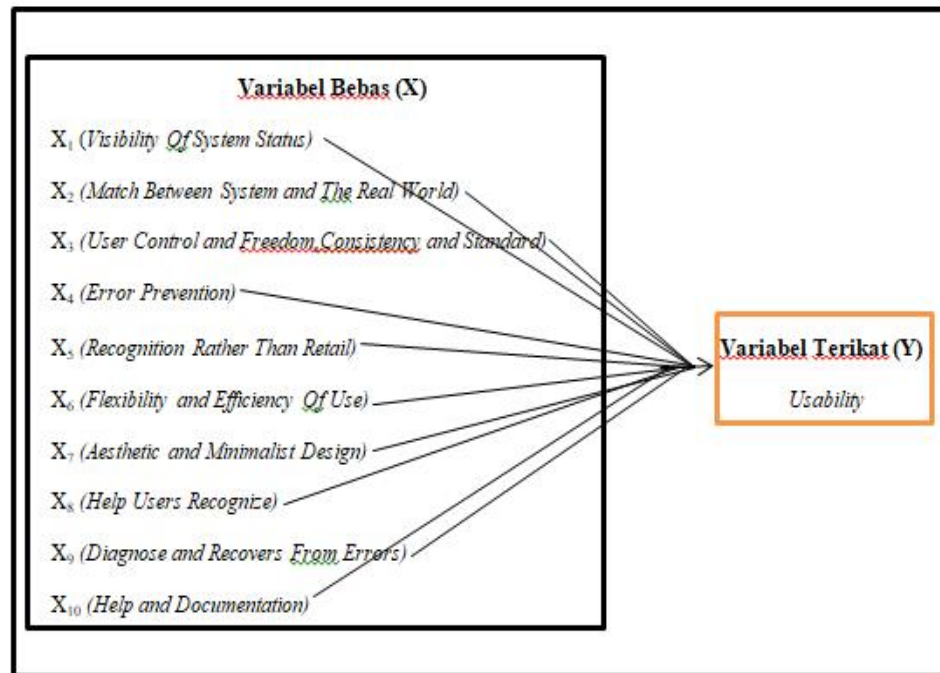 Variabel Bebas (X)
X₁ (Visibility Of System Status)
X₂ (Match Between System and The Real World)
X₃ (User Control and Freedom,Consistency and Standard)
X₄ (Error Prevention)
X₅ (Recognition Rather Than Retail)
X₆ (Flexibility and Efficiency Of Use)
X₇ (Aesthetic and Minimalist Design)
X₈ (Help Users Recognize)
X₉ (Diagnose and Recovers From Errors)
X₁₀ (Help and Documentation)
Variabel Terikat (Y)
Usability